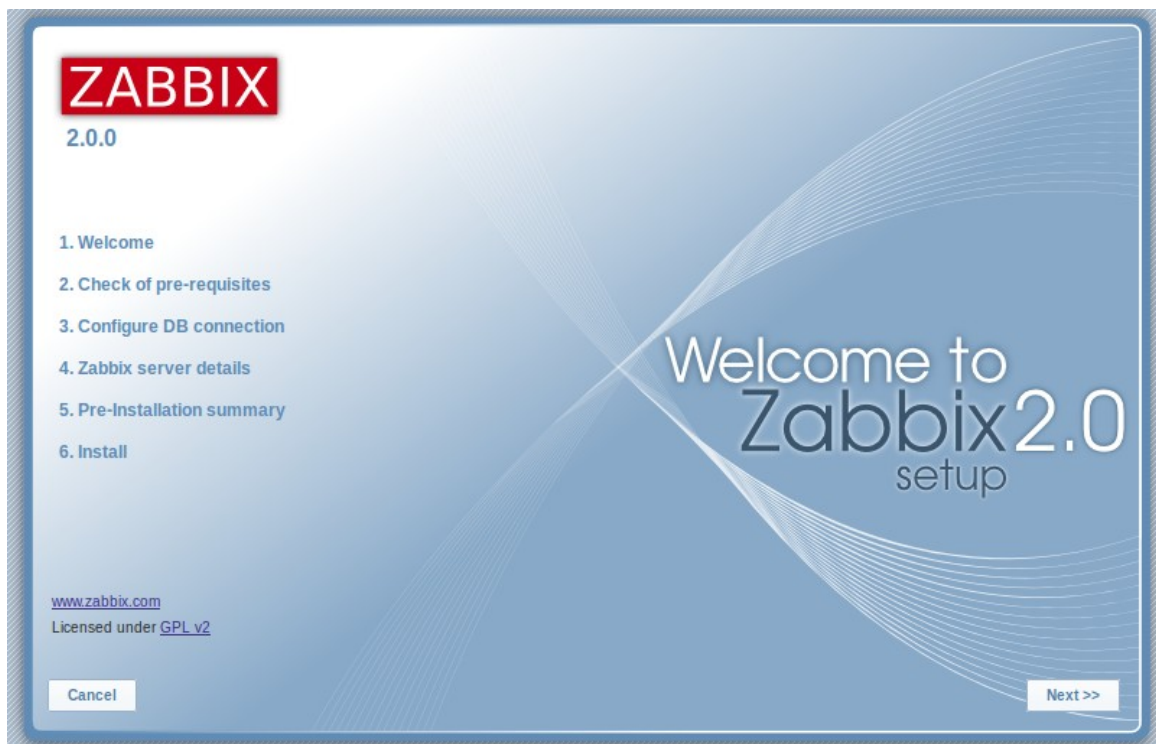 ZABBIX
2.0.0
1. Welcome
2. Check of pre-requisites
3. Configure DB connection
4. Zabbix server details
5. Pre-Installation summary
6. Install
Welcome to
Zabbix 2.0
setup
www.zabbix.com
Licensed under GPL v2
Cancel
Next >>